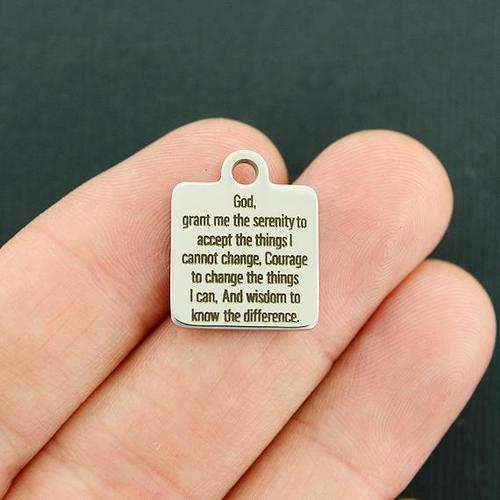 God,
grant me the serenity to
accept the things I
cannot change, Courage
to change the things
I can, And wisdom to
know the difference.